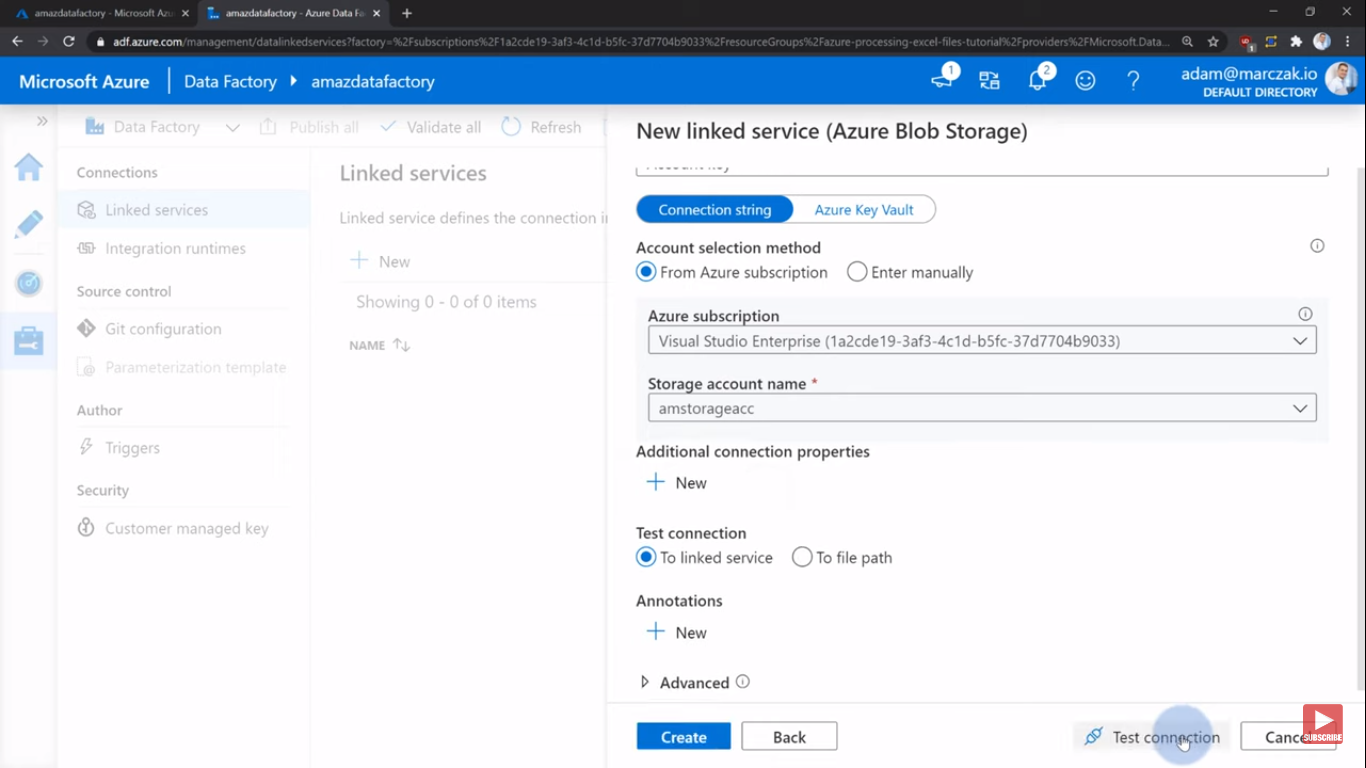 amazdatafactory - Microsoft Azu
amazdatafactory - Azure Data Fa
adf.azure.com/management/datalinkedservices?factory=%2Fsubscriptions%2F1a2cde19-3af3-4c1d-b5fc-37d7704b9033%2FresourceGroups%2Fazure-processing-excel-files-tutorial%2Fproviders%2FMicrosoft.Data...
Microsoft Azure
Data Factory
amazdatafactory
1
2
adam@marczak.io
DEFAULT DIRECTORY
Data Factory
Publish all
Validate all
Refresh
Connections
Linked services
Integration runtimes
Source control
Git configuration
Parameterization template
Author
Triggers
Security
Customer managed key
Linked services
Linked service defines the connection in
New
Showing 0 - 0 of 0 items
NAME
New linked service (Azure Blob Storage)
Account key
Connection string
Azure Key Vault
Account selection method
From Azure subscription
Enter manually
Azure subscription
Visual Studio Enterprise (1a2cde19-3af3-4c1d-b5fc-37d7704b9033)
Storage account name *
amstorageacc
Additional connection properties
New
Test connection
To linked service
To file path
Annotations
New
Advanced
Create
Back
Test connection
Cancel
SUBSCRIBE